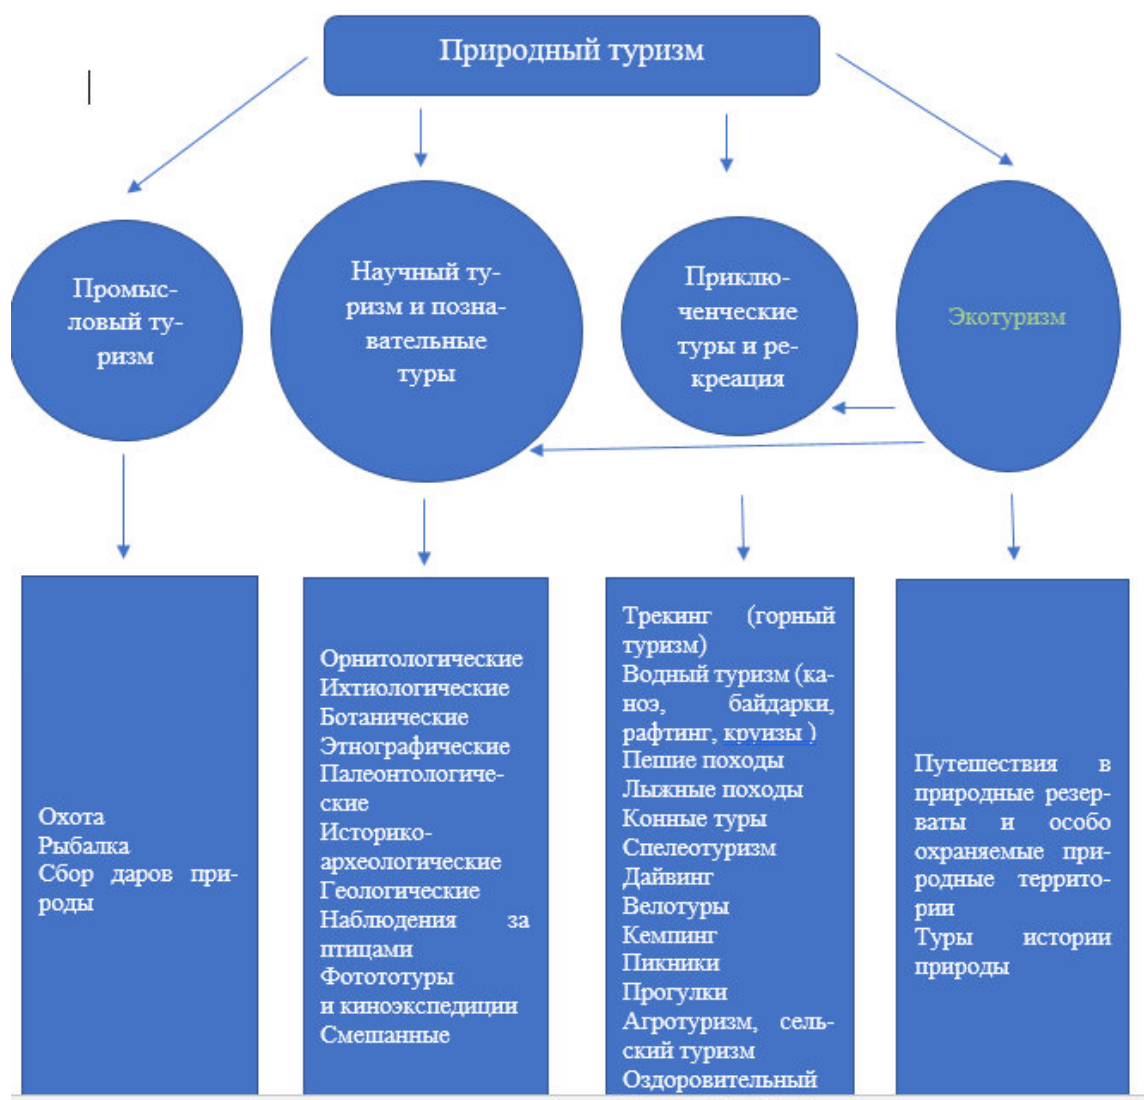 Природный туризм
Промыс-
ловый ту-
ризм
Научный ту-
ризм и позна-
вательные
туры
Приклю-
ченческие
туры и ре-
креация
Экотуризм
Охота
Рыбалка
Сбор даров при-
роды
Орнитологические
Ихтиологические
Ботанические
Этнографические
Палеонтологиче-
ские
Историко-
археологические
Геологические
Наблюдения за
птицами
Фотототуры
и киноэкспедиции
Смешанные
Трекинг (горный
туризм)
Водный туризм (ка-
ноэ, байдарки,
рафтинг, круизы )
Пешие походы
Лыжные походы
Конные туры
Спелеотуризм
Дайвинг
Велотуры
Кемпинг
Пикники
Прогулки
Агротуризм, сель-
ский туризм
Оздоровительный
Путешествия в
природные резер-
ваты и особо
охраняемые при-
родные террито-
рии
Туры истории
природы